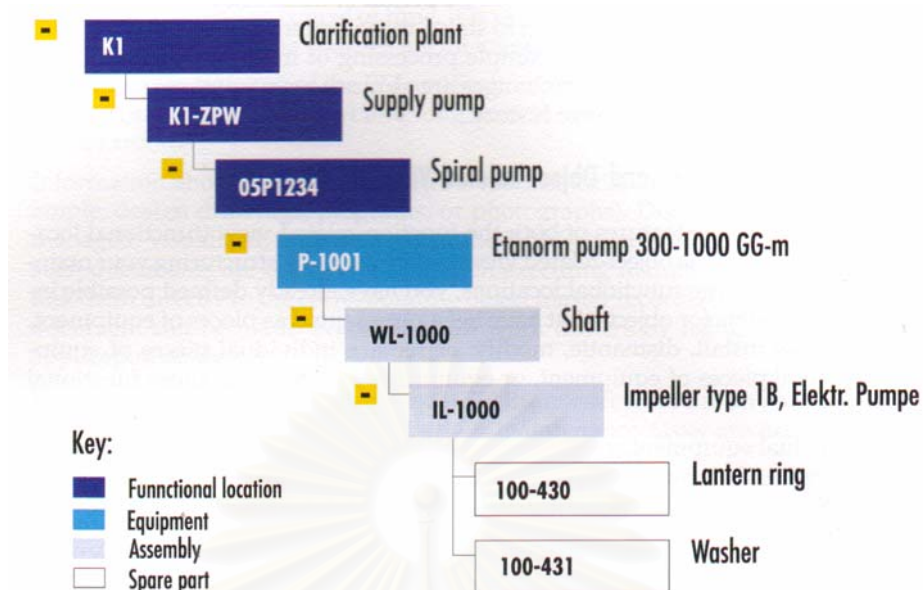 K1 Clarification plant
K1-ZPW Supply pump
05P1234 Spiral pump
P-1001 Etanorm pump 300-1000 GG-m
WL-1000 Shaft
IL-1000 Impeller type 1B, Elektr. Pumpe
100-430 Lantern ring
100-431 Washer
Key:
Funnctional location
Equipment
Assembly
Spare part